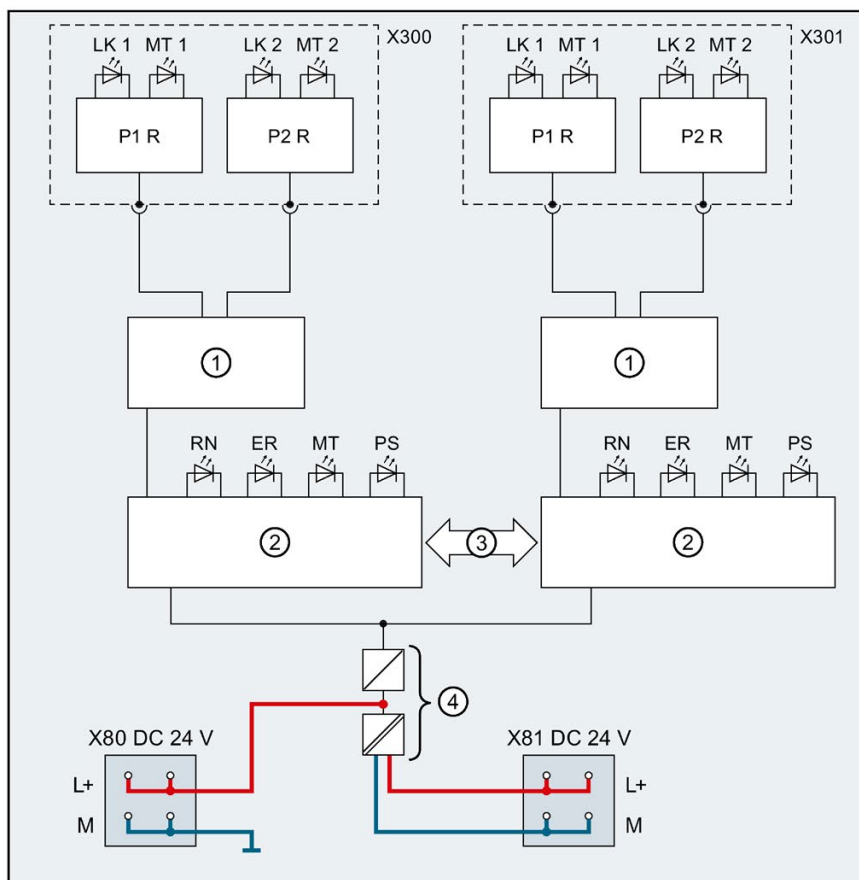 LK 1 MT 1 LK 2 MT 2 X300
LK 1 MT 1 LK 2 MT 2 X301
P1 R P2 R
P1 R P2 R
1 1
RN ER MT PS
RN ER MT PS
2 3 2
4
X80 DC 24 V
L+
M
X81 DC 24 V
L+
M